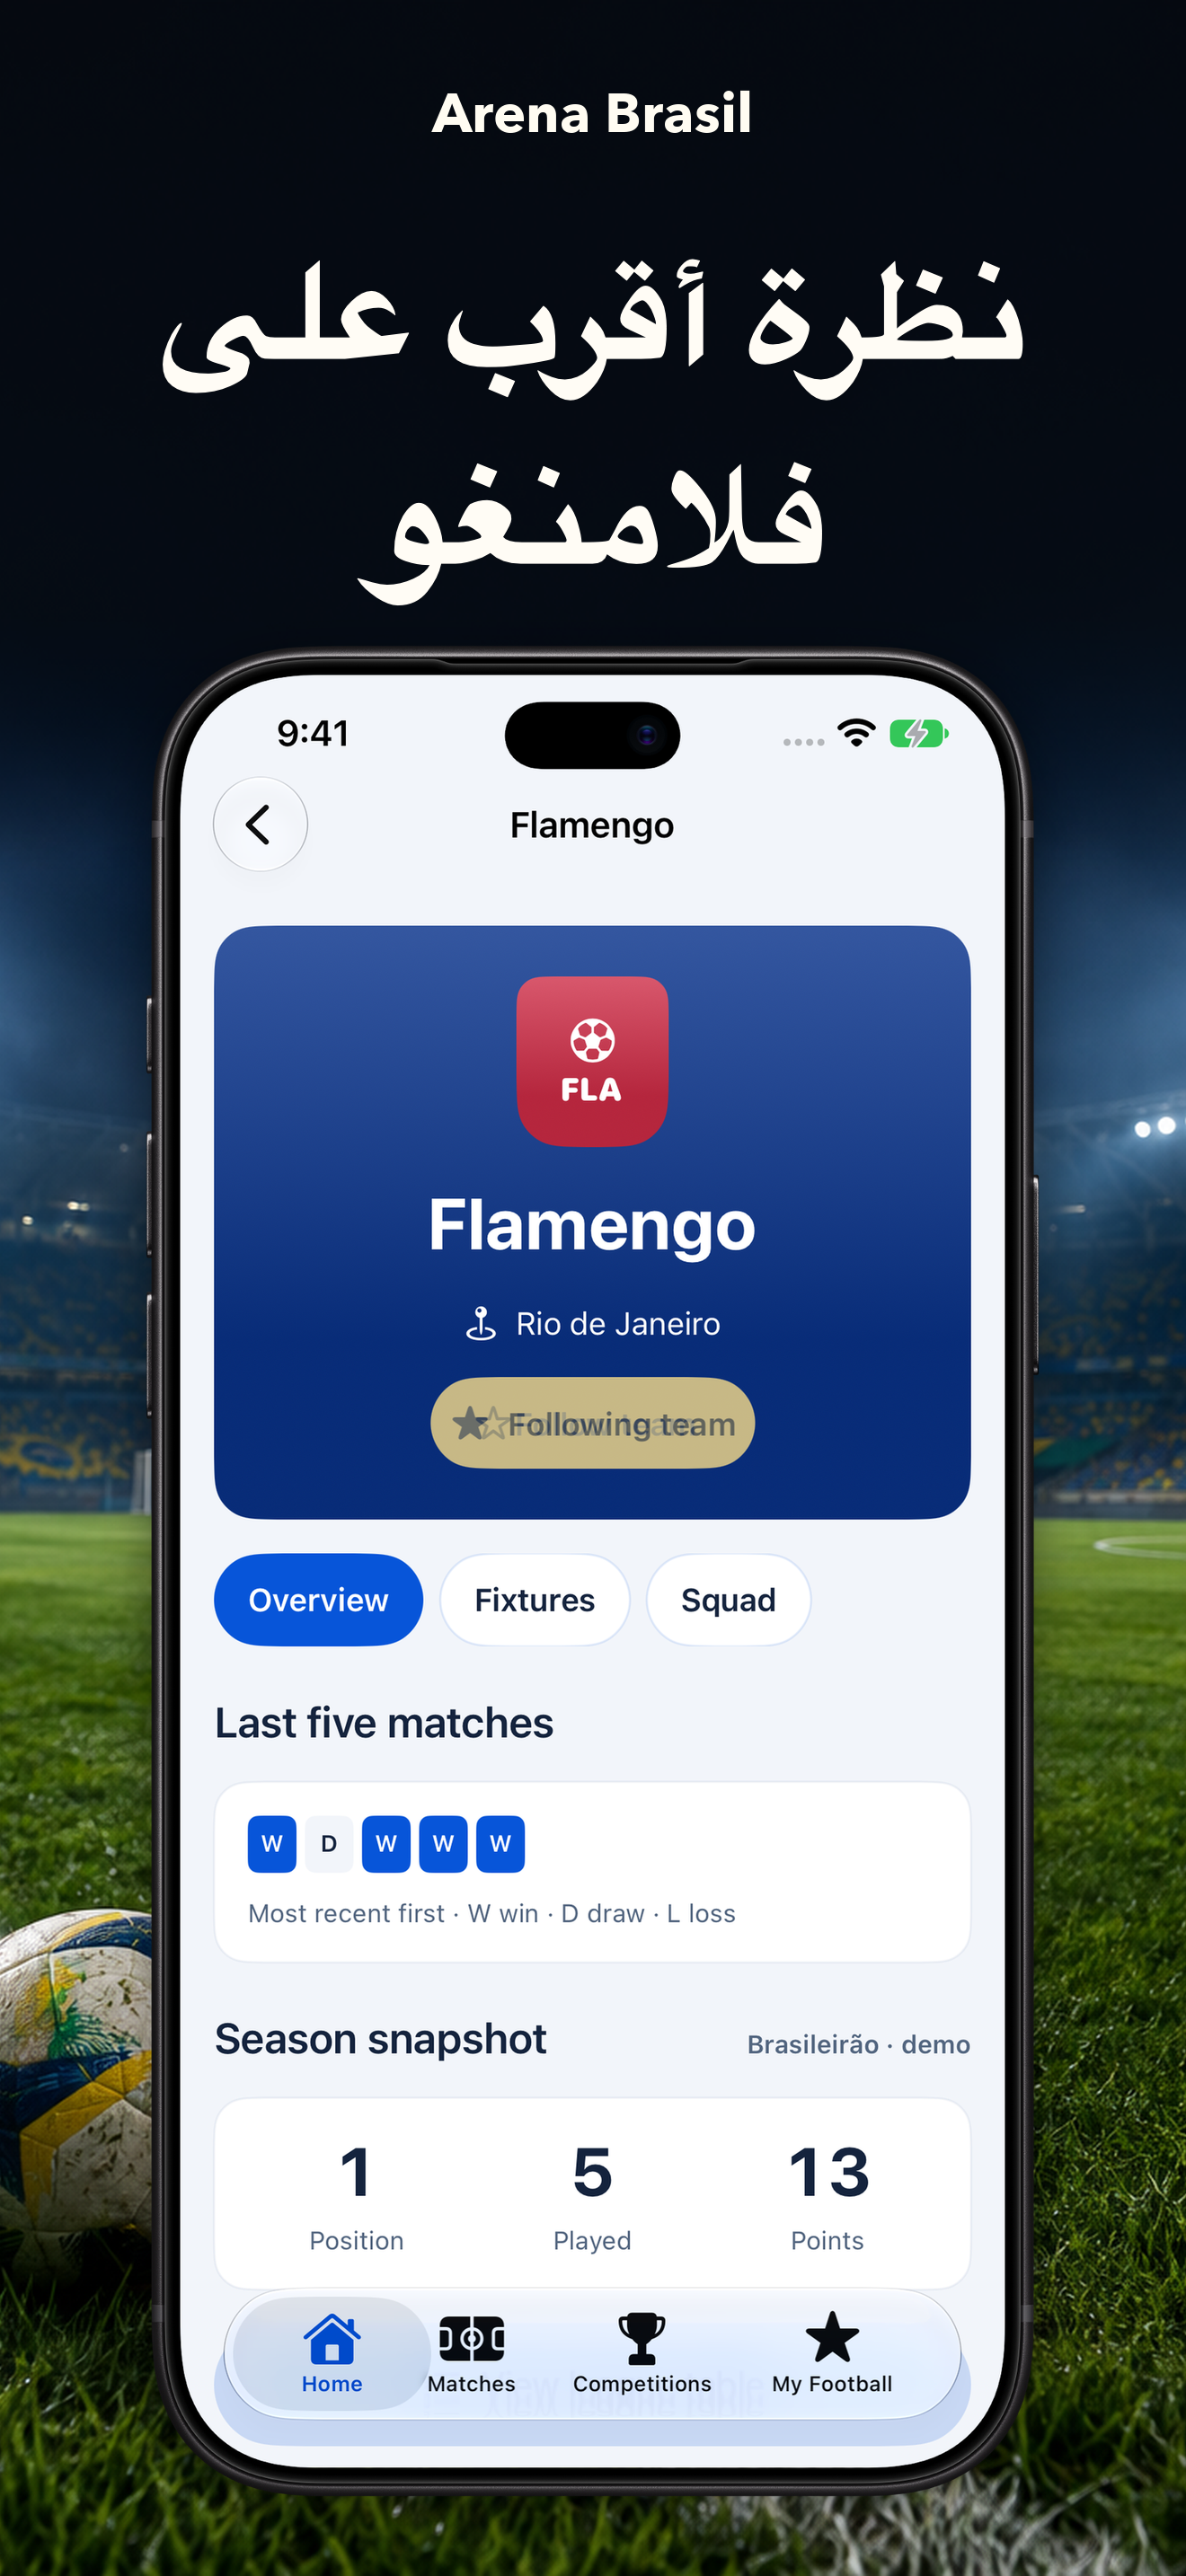 Arena Brasil
نظرة أقرب على
فلامنغو
9:41
Flamengo
FLA
Flamengo
Rio de Janeiro
Following team
Overview Fixtures Squad
Last five matches
W D W W W
Most recent first · W win · D draw · L loss
Season snapshot Brasileirão · demo
1 5 13
Position Played Points
Home Matches Competitions My Football